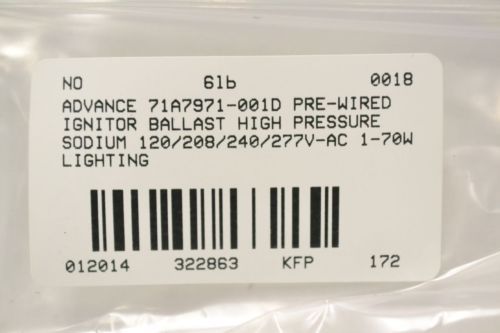 NO 6lb 0018
ADVANCE 71A7971-001D PRE-WIRED
IGNITOR BALLAST HIGH PRESSURE
SODIUM 120/208/240/277V-AC 1-70W
LIGHTING
012014 322863 KFP 172